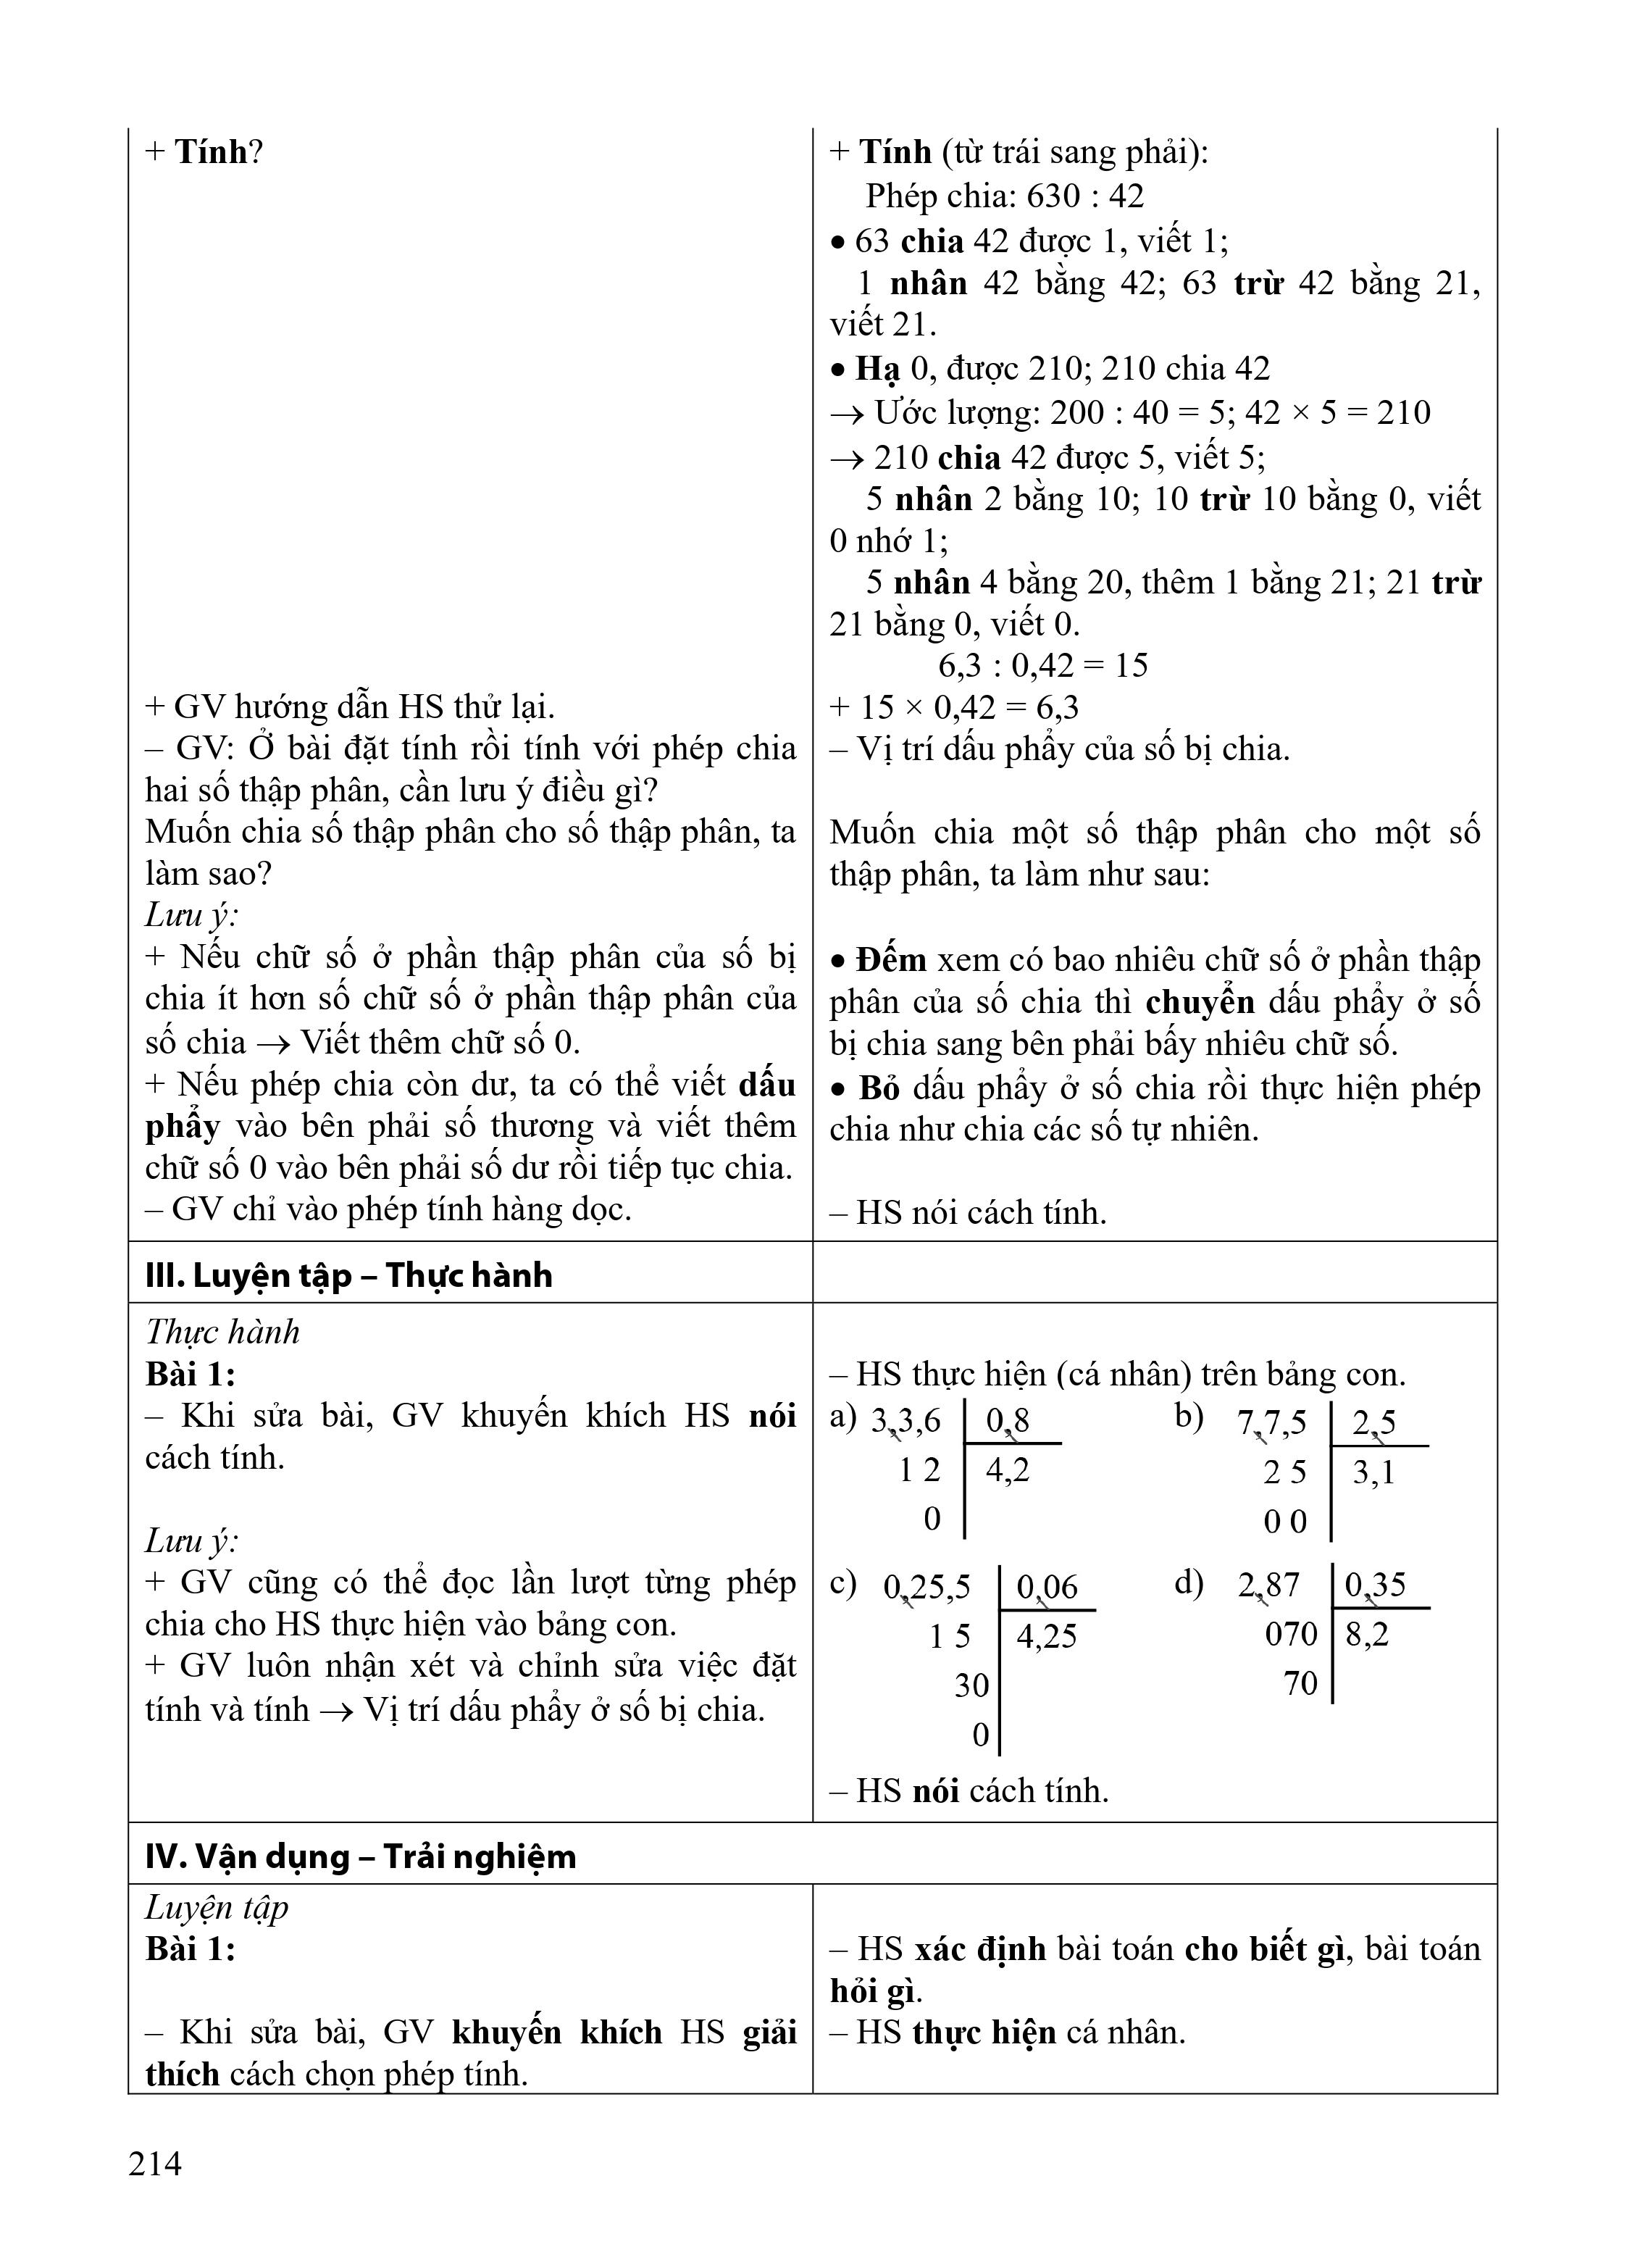 + Tính?
+ GV hướng dẫn HS thử lại.
– GV: Ở bài đặt tính rồi tính với phép chia
hai số thập phân, cần lưu ý điều gì?
Muốn chia số thập phân cho số thập phân, ta
làm sao?
Lưu ý:
+ Nếu chữ số ở phần thập phân của số bị
chia ít hơn số chữ số ở phần thập phân của
số chia → Viết thêm chữ số 0.
+ Nếu phép chia còn dư, ta có thể viết dấu
phẩy vào bên phải số thương và viết thêm
chữ số 0 vào bên phải số dư rồi tiếp tục chia.
– GV chỉ vào phép tính hàng dọc.
+ Tính (từ trái sang phải):
Phép chia: 630 : 42
• 63 chia 42 được 1, viết 1;
1 nhân 42 bằng 42; 63 trừ 42 bằng 21,
viết 21.
• Hạ 0, được 210; 210 chia 42
→ Ước lượng: 200 : 40 = 5; 42 × 5 = 210
→ 210 chia 42 được 5, viết 5;
5 nhân 2 bằng 10; 10 trừ 10 bằng 0, viết
0 nhớ 1;
5 nhân 4 bằng 20, thêm 1 bằng 21; 21 trừ
21 bằng 0, viết 0.
6,3 : 0,42 = 15
+ 15 × 0,42 = 6,3
– Vị trí dấu phẩy của số bị chia.
Muốn chia một số thập phân cho một số
thập phân, ta làm như sau:
• Đếm xem có bao nhiêu chữ số ở phần thập
phân của số chia thì chuyển dấu phẩy ở số
bị chia sang bên phải bấy nhiêu chữ số.
• Bỏ dấu phẩy ở số chia rồi thực hiện phép
chia như chia các số tự nhiên.
– HS nói cách tính.
III. Luyện tập – Thực hành
Thực hành
Bài 1:
– Khi sửa bài, GV khuyến khích HS nói
cách tính.
Lưu ý:
+ GV cũng có thể đọc lần lượt từng phép
chia cho HS thực hiện vào bảng con.
+ GV luôn nhận xét và chỉnh sửa việc đặt
tính và tính → Vị trí dấu phẩy ở số bị chia.
– HS thực hiện (cá nhân) trên bảng con.
a) 3,3,6 0,8
1 2 4,2
0
b) 7,7,5 2,5
2 5 3,1
0 0
c) 0,25,5 0,06
1 5 4,25
30
0
d) 2,87 0,35
070 8,2
70
– HS nói cách tính.
IV. Vận dụng – Trải nghiệm
Luyện tập
Bài 1:
– Khi sửa bài, GV khuyến khích HS giải
thích cách chọn phép tính.
– HS xác định bài toán cho biết gì, bài toán
hỏi gì.
– HS thực hiện cá nhân.
214